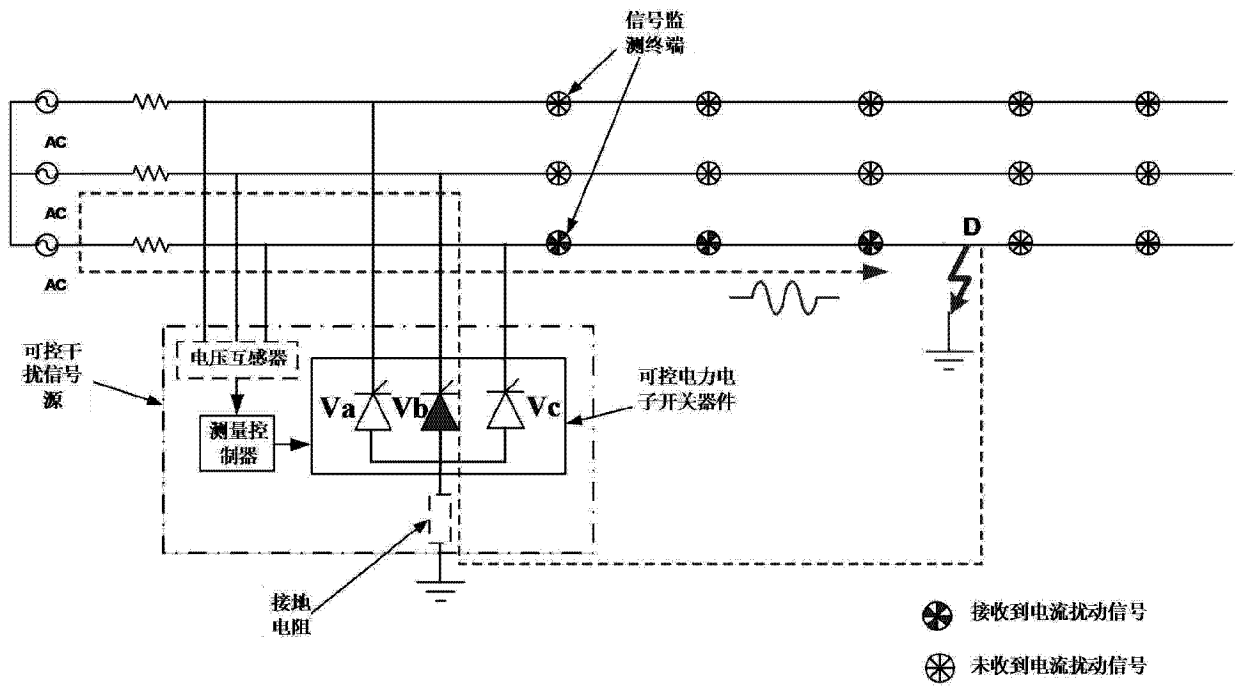 信号监
测终端
AC
AC
AC
D
可控干
扰信号
源
电压互感器
测量控
制器
Va
Vb
Vc
可控电力电
子开关器件
接地
电阻
接收到电流扰动信号
未收到电流扰动信号